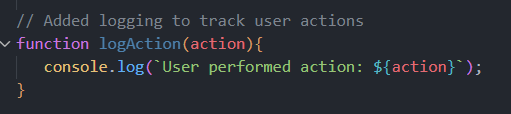 // Added logging to track user actions
function logAction(action){
console.log(`User performed action: ${action}`);
}